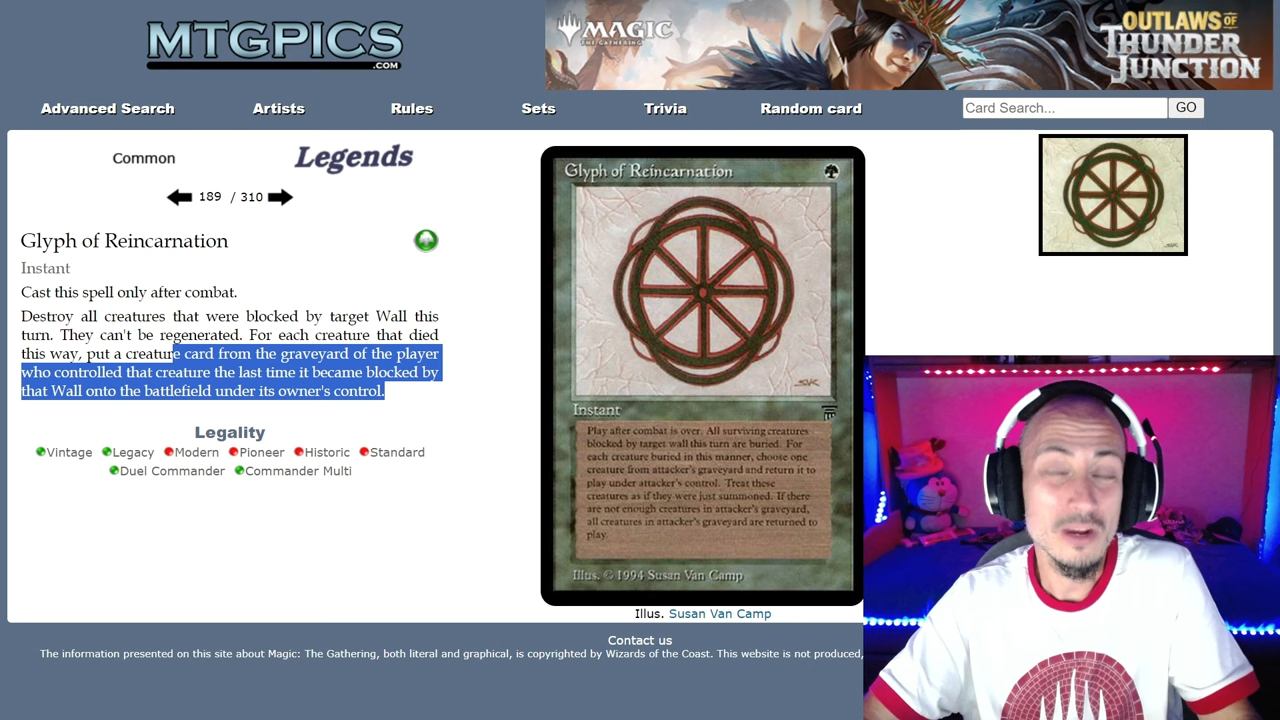 MTGPICS
.COM
MAGIC
THE GATHERING
OUTLAWS OF
THUNDER
JUNCTION
Advanced Search
Artists
Rules
Sets
Trivia
Random card
Card Search...
GO
Common
Legends
189 / 310
Glyph of Reincarnation
Instant
Cast this spell only after combat.
Destroy all creatures that were blocked by target Wall this
turn. They can't be regenerated. For each creature that died
this way, put a creature card from the graveyard of the player
who controlled that creature the last time it became blocked by
that Wall onto the battlefield under its owner's control.
Legality
Vintage Legacy Modern Pioneer Historic Standard
Duel Commander Commander Multi
Glyph of Reincarnation
SVC
Instant
Play after combat is over. All surviving creatures
blocked by target wall this turn are buried. For
each creature buried in this manner, choose one
creature from attacker's graveyard and return it to
play under attacker's control. Treat these
creatures as if they were just summoned. If there
are not enough creatures in attacker's graveyard,
all creatures in attacker's graveyard are returned to
play.
Illus. © 1994 Susan Van Camp
Illus. Susan Van Camp
Contact us
The information presented on this site about Magic: The Gathering, both literal and graphical, is copyrighted by Wizards of the Coast. This website is not produced,